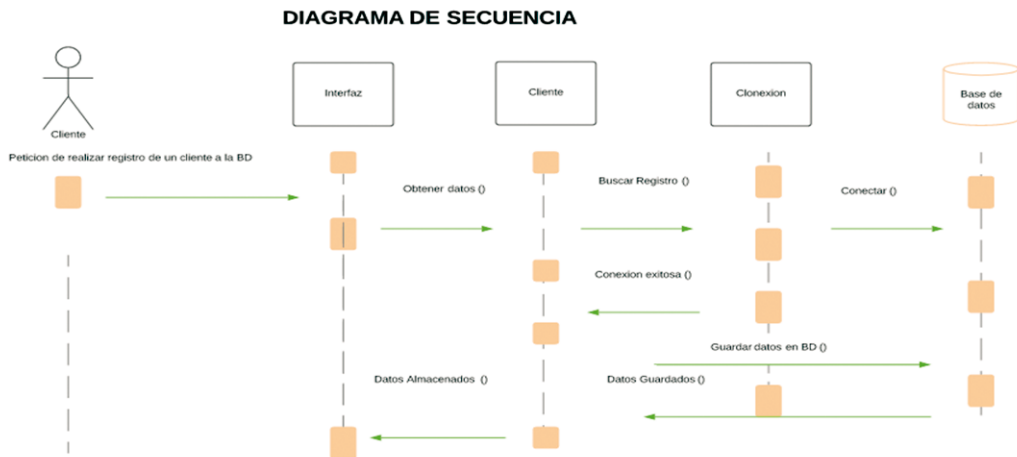 DIAGRAMA DE SECUENCIA
Interfaz
Cliente
Clonexion
Base de
datos
Cliente
Peticion de realizar registro de un cliente a la BD
Obtener datos ()
Buscar Registro ()
Conectar ()
Conexion exitosa ()
Guardar datos en BD ()
Datos Almacenados ()
Datos Guardados ()